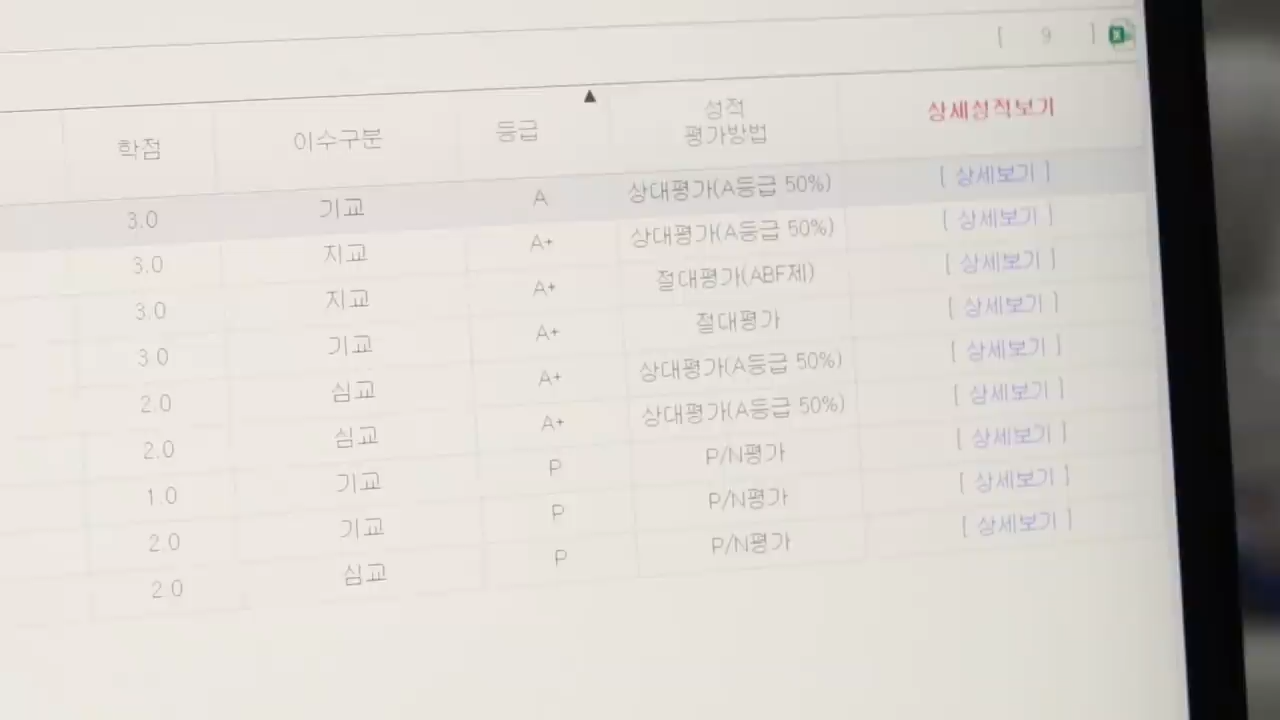 [ 9 ]
학점 이수구분 등급 ▲ 성적 평가방법 상세성적보기
3.0 기교 A 상대평가(A등급 50%) [ 상세보기 ]
3.0 지교 A+ 상대평가(A등급 50%) [ 상세보기 ]
3.0 지교 A+ 절대평가(ABF제) [ 상세보기 ]
3.0 기교 A+ 절대평가 [ 상세보기 ]
2.0 심교 A+ 상대평가(A등급 50%) [ 상세보기 ]
2.0 심교 A+ 상대평가(A등급 50%) [ 상세보기 ]
1.0 기교 P P/N평가 [ 상세보기 ]
2.0 기교 P P/N평가 [ 상세보기 ]
2.0 심교 P P/N평가 [ 상세보기 ]